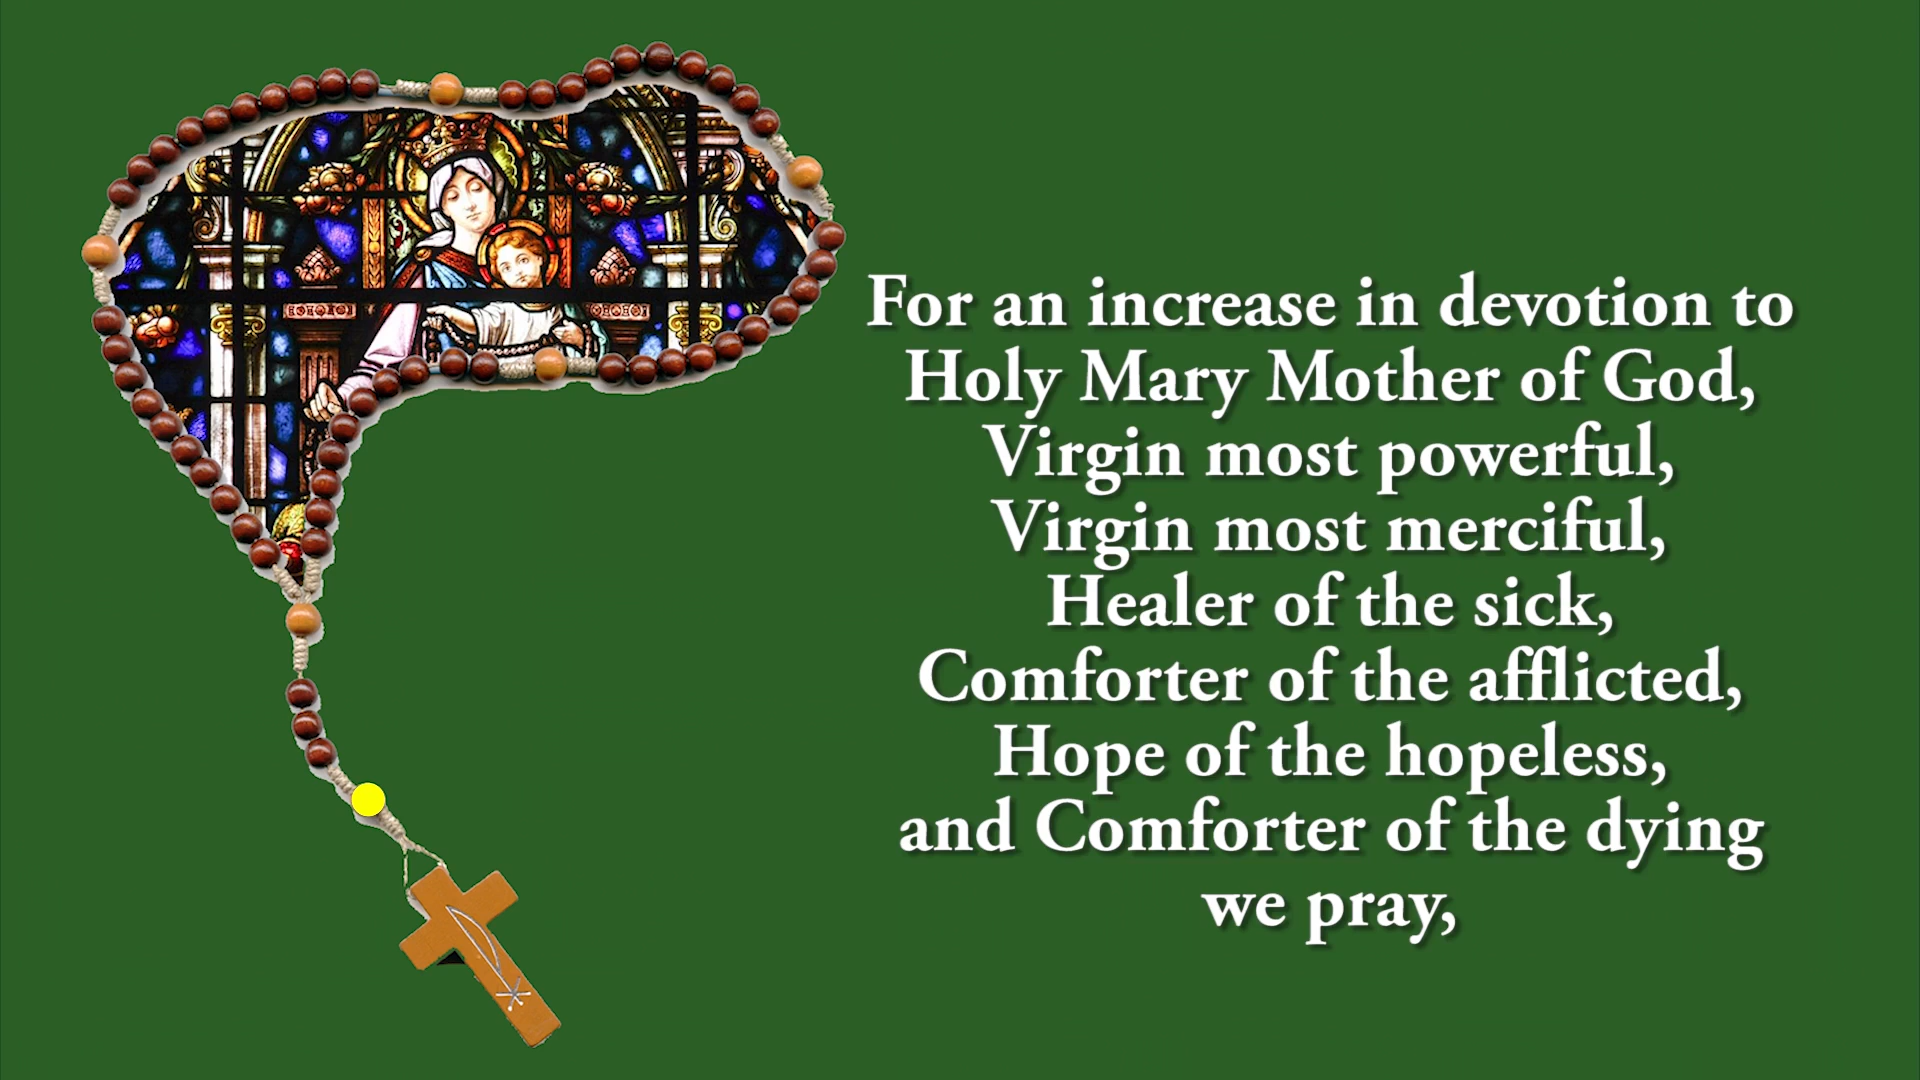 For an increase in devotion to
Holy Mary Mother of God,
Virgin most powerful,
Virgin most merciful,
Healer of the sick,
Comforter of the afflicted,
Hope of the hopeless,
and Comforter of the dying
we pray,